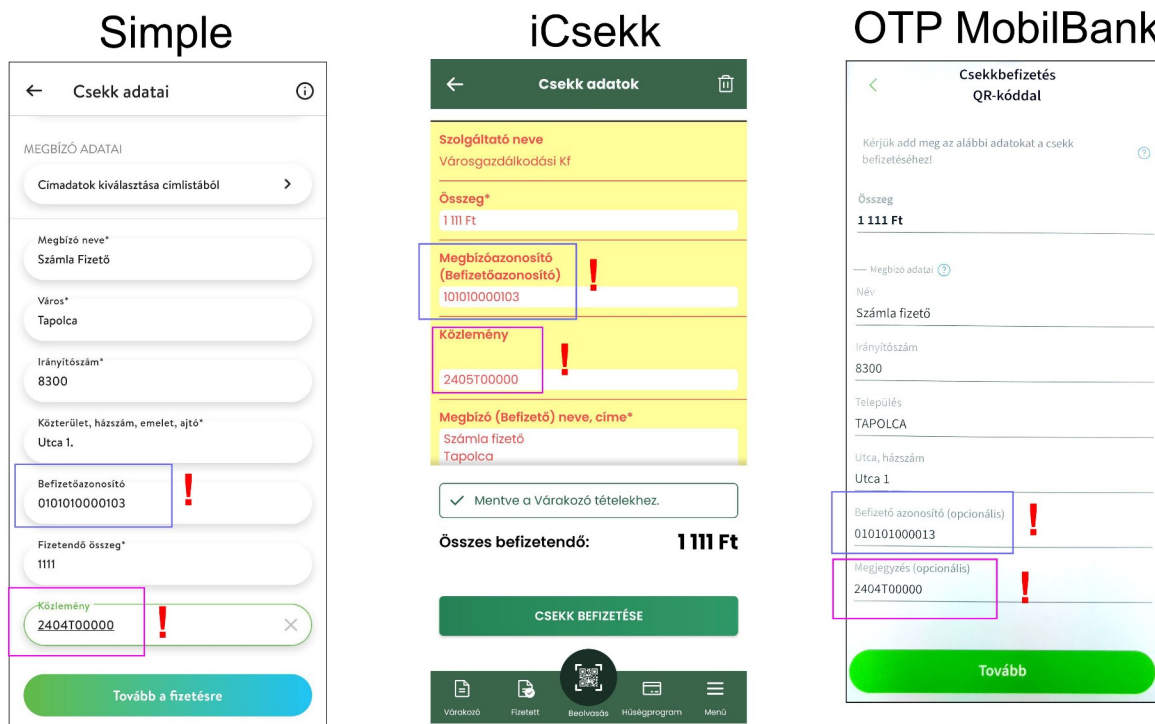 Simple
Csekk adatai
MEGBÍZÓ ADATAI
Címadatok kiválasztása címlistából
Megbízó neve*
Számla Fizető
Város*
Tapolca
Irányítószám*
8300
Közterület, házszám, emelet, ajtó*
Utca 1.
Befizetőazonosító
0101010000103
!
Fizetendő összeg*
1111
Közlemény
2404T00000
!
Tovább a fizetésre
iCsekk
Csekk adatok
Szolgáltató neve
Városgazdálkodási Kf
Összeg*
1 111 Ft
Megbízóazonosító
(Befizetőazonosító)
101010000103
!
Közlemény
2405T00000
!
Megbízó (Befizető) neve, címe*
Számla fizető
Tapolca
Mentve a Várakozó tételekhez.
Összes befizetendő: 1 111 Ft
CSEKK BEFIZETÉSE
Várakozó Fizetett Beolvasás Hűségprogram Menü
OTP MobilBank
Csekkbefizetés
QR-kóddal
Kérjük add meg az alábbi adatokat a csekk
befizetéséhez!
Összeg
1 111 Ft
Megbízó adatai
Név
Számla fizető
Irányítószám
8300
Település
TAPOLCA
Utca, házszám
Utca 1
Befizető azonosító (opcionális)
010101000013
!
Megjegyzés (opcionális)
2404T00000
!
Tovább